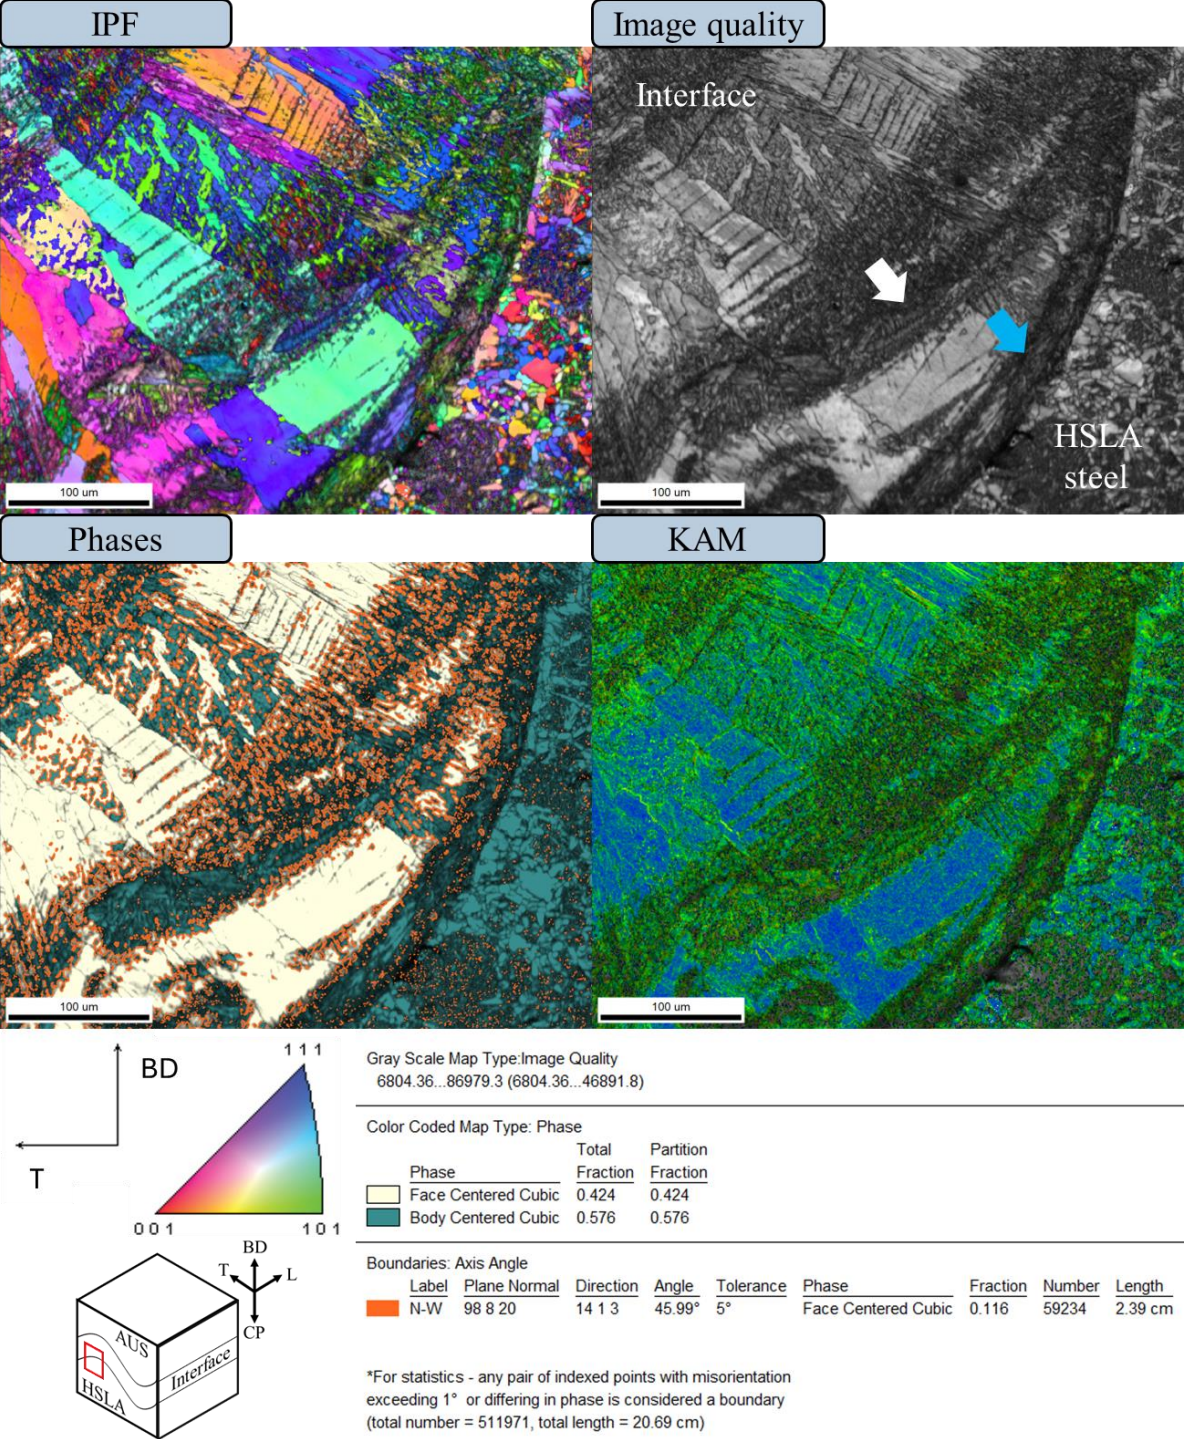 IPF
Image quality
Interface
HSLA
steel
100 um
100 um
Phases
KAM
100 um
100 um
BD
T
1 1 1
0 0 1
1 0 1
Gray Scale Map Type:Image Quality
6804.36...86979.3 (6804.36...46891.8)
Color Coded Map Type: Phase
Total Partition
Phase Fraction Fraction
Face Centered Cubic 0.424 0.424
Body Centered Cubic 0.576 0.576
Boundaries: Axis Angle
Label Plane Normal Direction Angle Tolerance Phase Fraction Number Length
N-W 98 8 20 14 1 3 45.99° 5° Face Centered Cubic 0.116 59234 2.39 cm
*For statistics - any pair of indexed points with misorientation
exceeding 1° or differing in phase is considered a boundary
(total number = 511971, total length = 20.69 cm)
BD
T
L
CP
AUS
Interface
HSLA